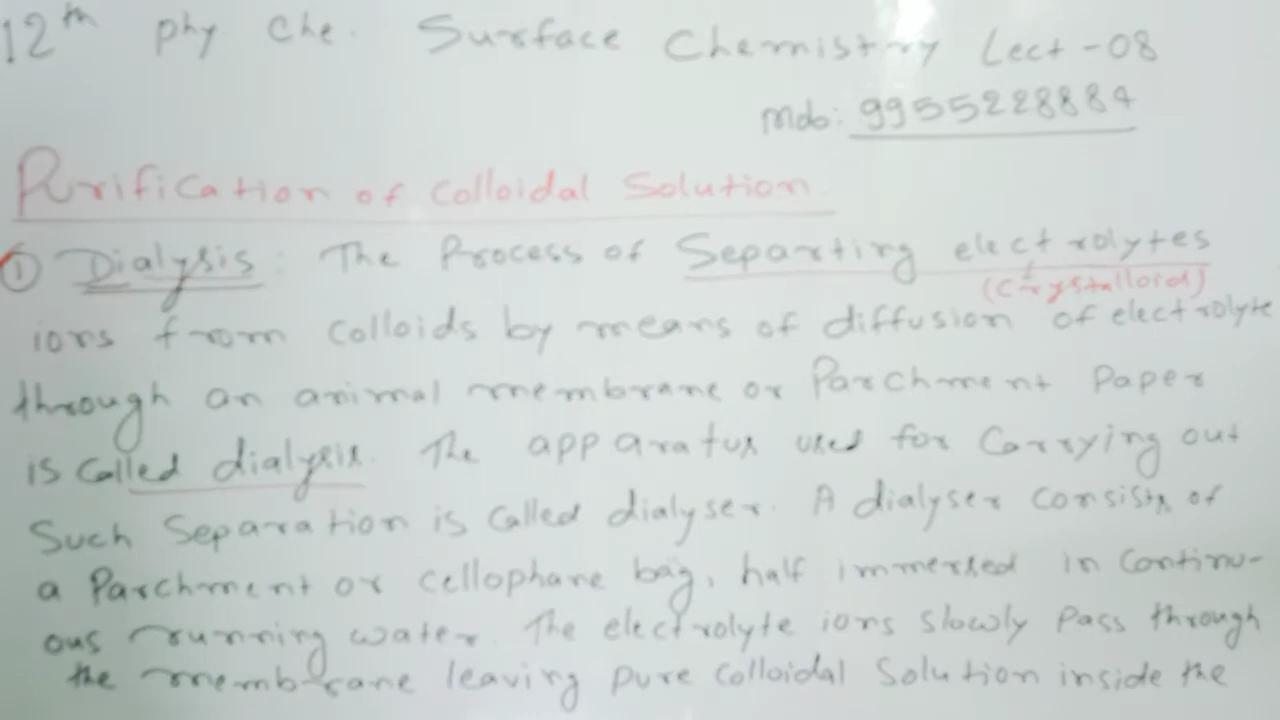 12th phy che. Surface Chemistry Lect-08
Mob: 9955228884
Purification of Colloidal Solution
① Dialysis: The Process of Separting electrolytes
(Crystalloid)
ions from colloids by means of diffusion of electrolyte
through an animal membrane or Parchment Paper
is called dialysis. The apparatus used for Carrying out
Such Separation is Called dialyser. A dialyser consists of
a Parchment or cellophane bag, half immersed in continu-
ous running water. The electrolyte ions slowly Pass through
the membrane leaving pure colloidal Solution inside the